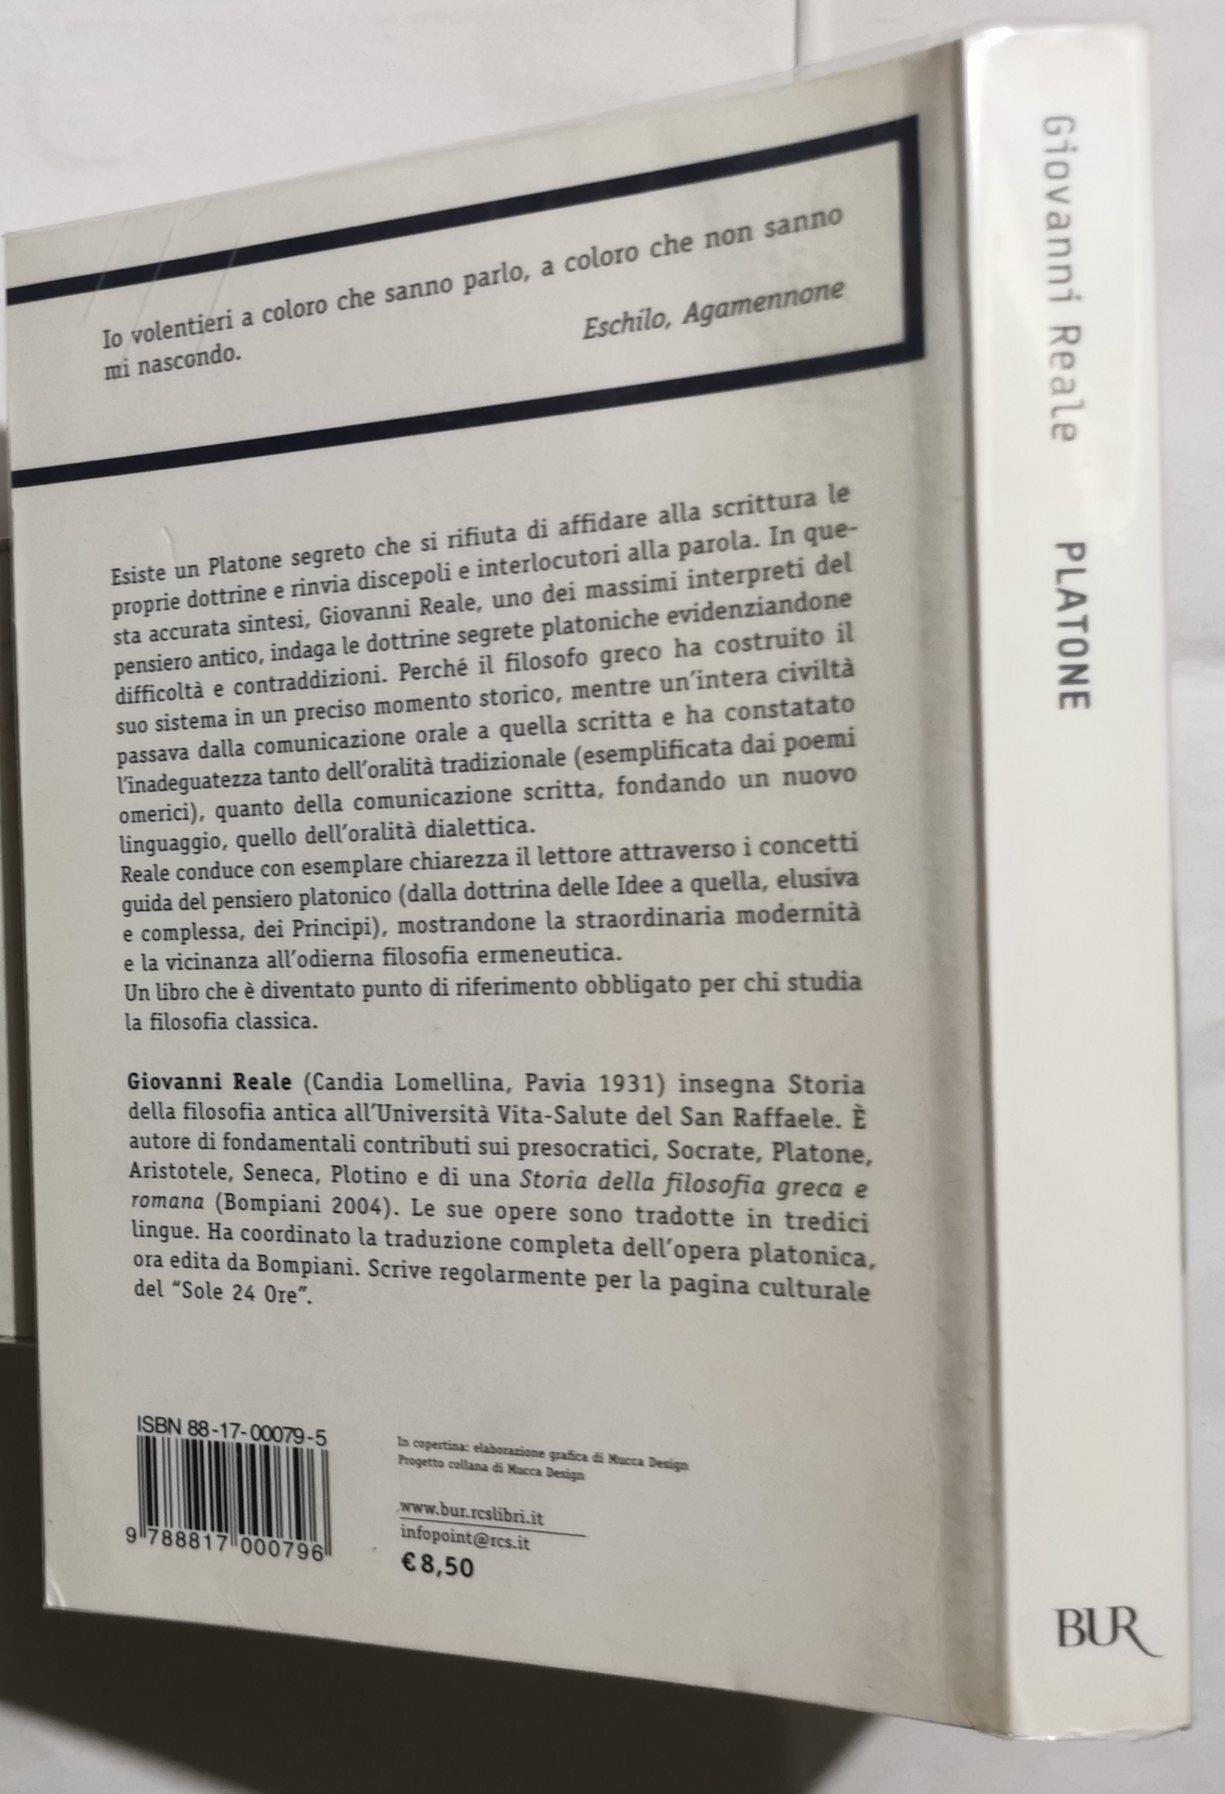 Io volentieri a coloro che sanno parlo, a coloro che non sanno
mi nascondo.
Eschilo, Agamennone
Esiste un Platone segreto che si rifiuta di affidare alla scrittura le
proprie dottrine e rinvia discepoli e interlocutori alla parola. In que-
sta accurata sintesi, Giovanni Reale, uno dei massimi interpreti del
pensiero antico, indaga le dottrine segrete platoniche evidenziandone
difficoltà e contraddizioni. Perché il filosofo greco ha costruito il
suo sistema in un preciso momento storico, mentre un'intera civiltà
passava dalla comunicazione orale a quella scritta e ha constatato
l'inadeguatezza tanto dell'oralità tradizionale (esemplificata dai poemi
omerici), quanto della comunicazione scritta, fondando un nuovo
linguaggio, quello dell'oralità dialettica.
Reale conduce con esemplare chiarezza il lettore attraverso i concetti
guida del pensiero platonico (dalla dottrina delle Idee a quella, elusiva
e complessa, dei Principi), mostrandone la straordinaria modernità
e la vicinanza all'odierna filosofia ermeneutica.
Un libro che è diventato punto di riferimento obbligato per chi studia
la filosofia classica.
Giovanni Reale (Candia Lomellina, Pavia 1931) insegna Storia
della filosofia antica all'Università Vita-Salute del San Raffaele. È
autore di fondamentali contributi sui presocratici, Socrate, Platone,
Aristotele, Seneca, Plotino e di una Storia della filosofia greca e
romana (Bompiani 2004). Le sue opere sono tradotte in tredici
lingue. Ha coordinato la traduzione completa dell'opera platonica,
ora edita da Bompiani. Scrive regolarmente per la pagina culturale
del "Sole 24 Ore".
ISBN 88-17-00079-5
9 788817 000796
In copertina: elaborazione grafica di Mucca Design
Progetto collana di Mucca Design
www.bur.rcslibri.it
infopoint@rcs.it
€ 8,50
Giovanni Reale PLATONE
BUR